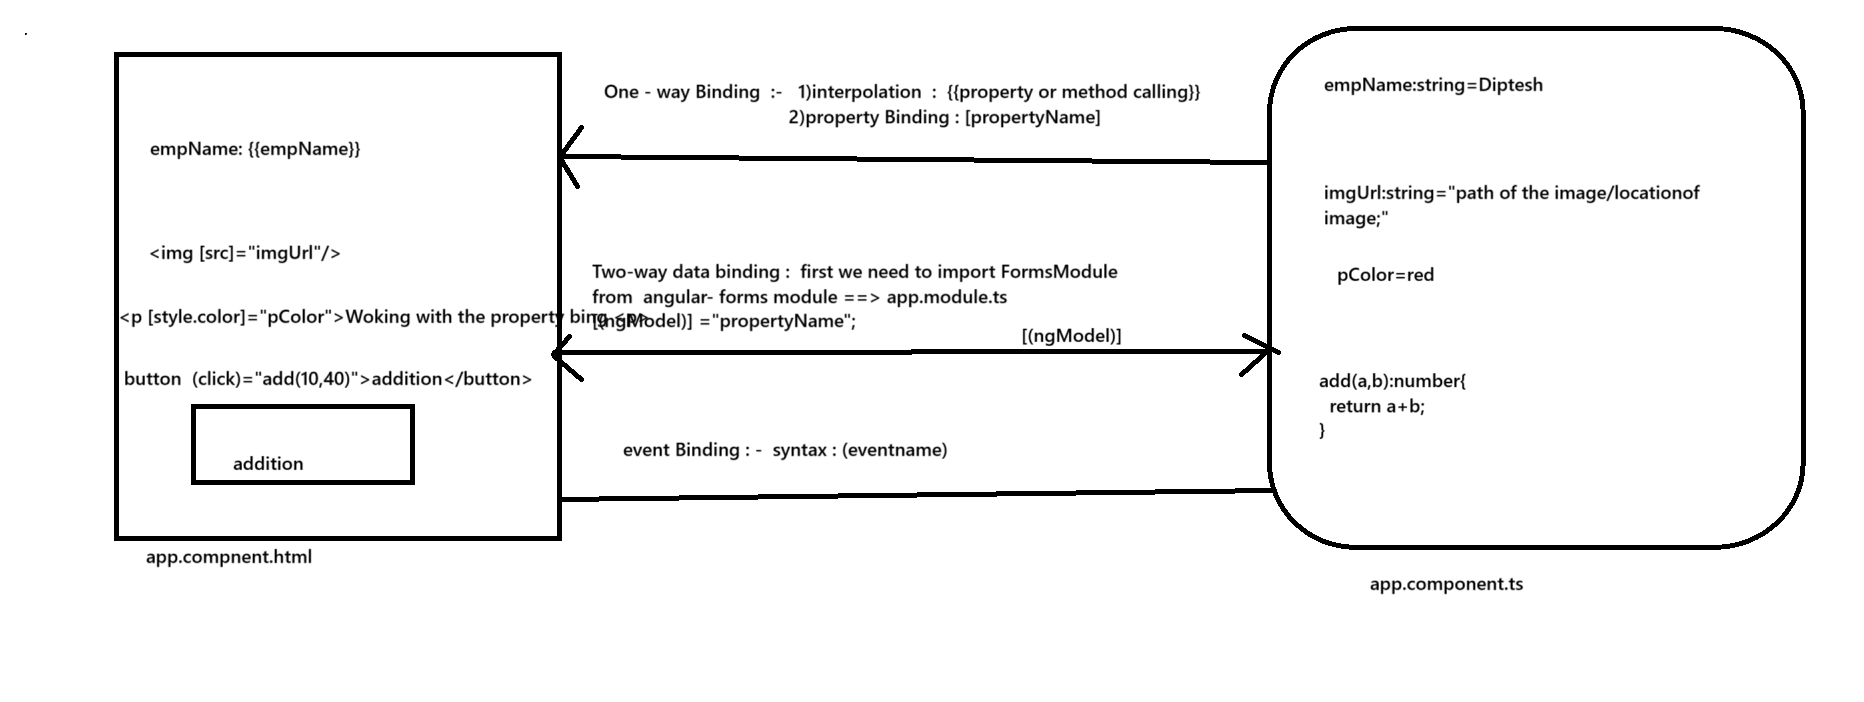 One - way Binding :- 1)interpolation : {{property or method calling}}
2)property Binding : [propertyName]
empName: {{empName}}
<img [src]="imgUrl"/>
<p [style.color]="pColor">Woking with the property bing <p>
button (click)="add(10,40)">addition</button>
addition
app.compnent.html
Two-way data binding : first we need to import FormsModule
from angular- forms module ==> app.module.ts
[(ngModel)] ="propertyName";
[(ngModel)]
event Binding : - syntax : (eventname)
empName:string=Diptesh
imgUrl:string="path of the image/locationof
image;"
pColor=red
add(a,b):number{
return a+b;
}
app.component.ts